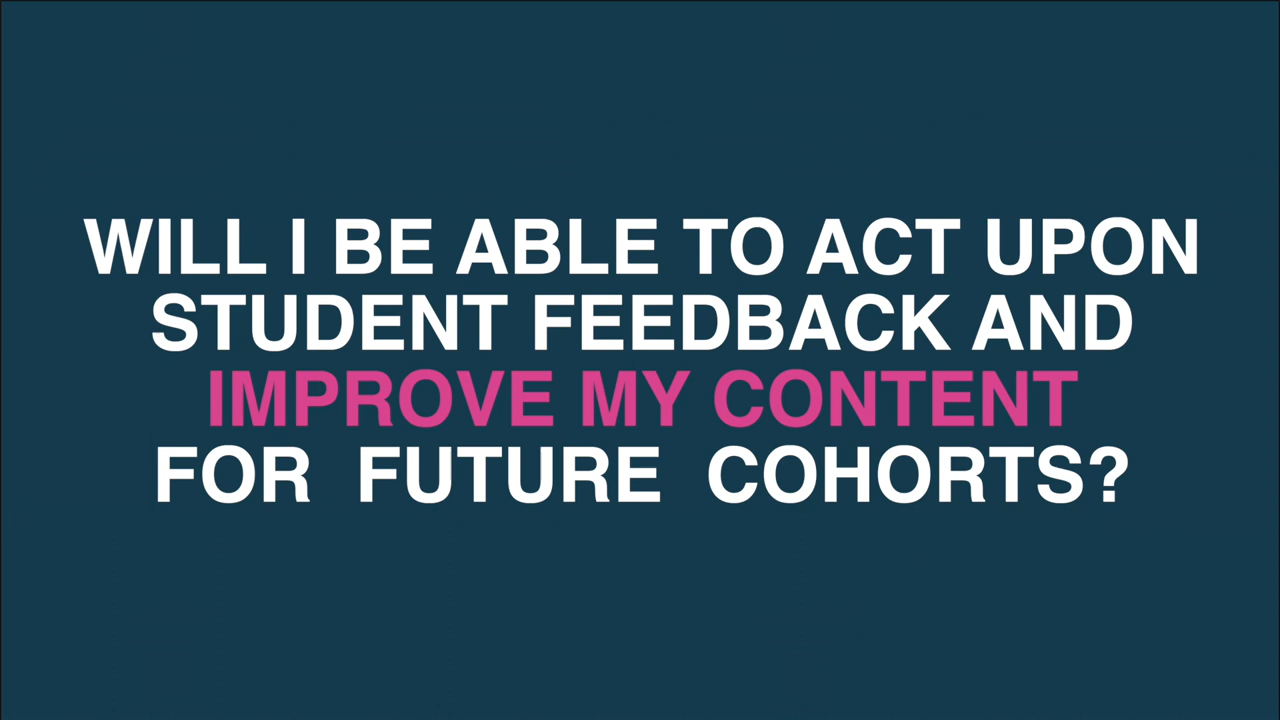 WILL I BE ABLE TO ACT UPON
STUDENT FEEDBACK AND
IMPROVE MY CONTENT
FOR FUTURE COHORTS?